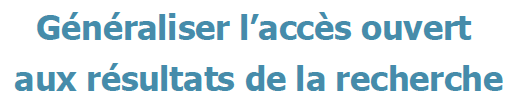 Généraliser l’accès ouvert
aux résultats de la recherche